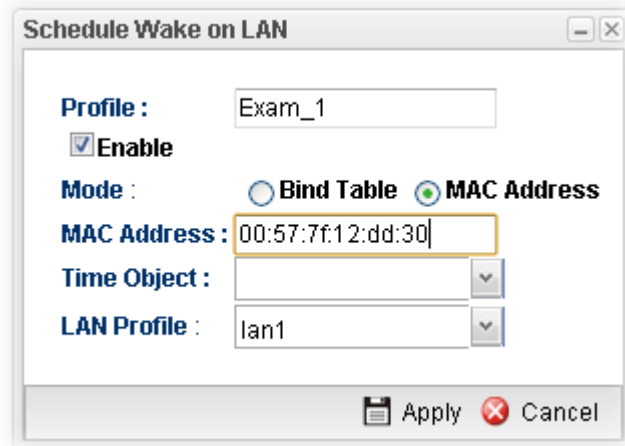 Schedule Wake on LAN
Profile : Exam_1
Enable
Mode : Bind Table MAC Address
MAC Address : 00:57:7f:12:dd:30
Time Object :
LAN Profile : lan1
Apply Cancel